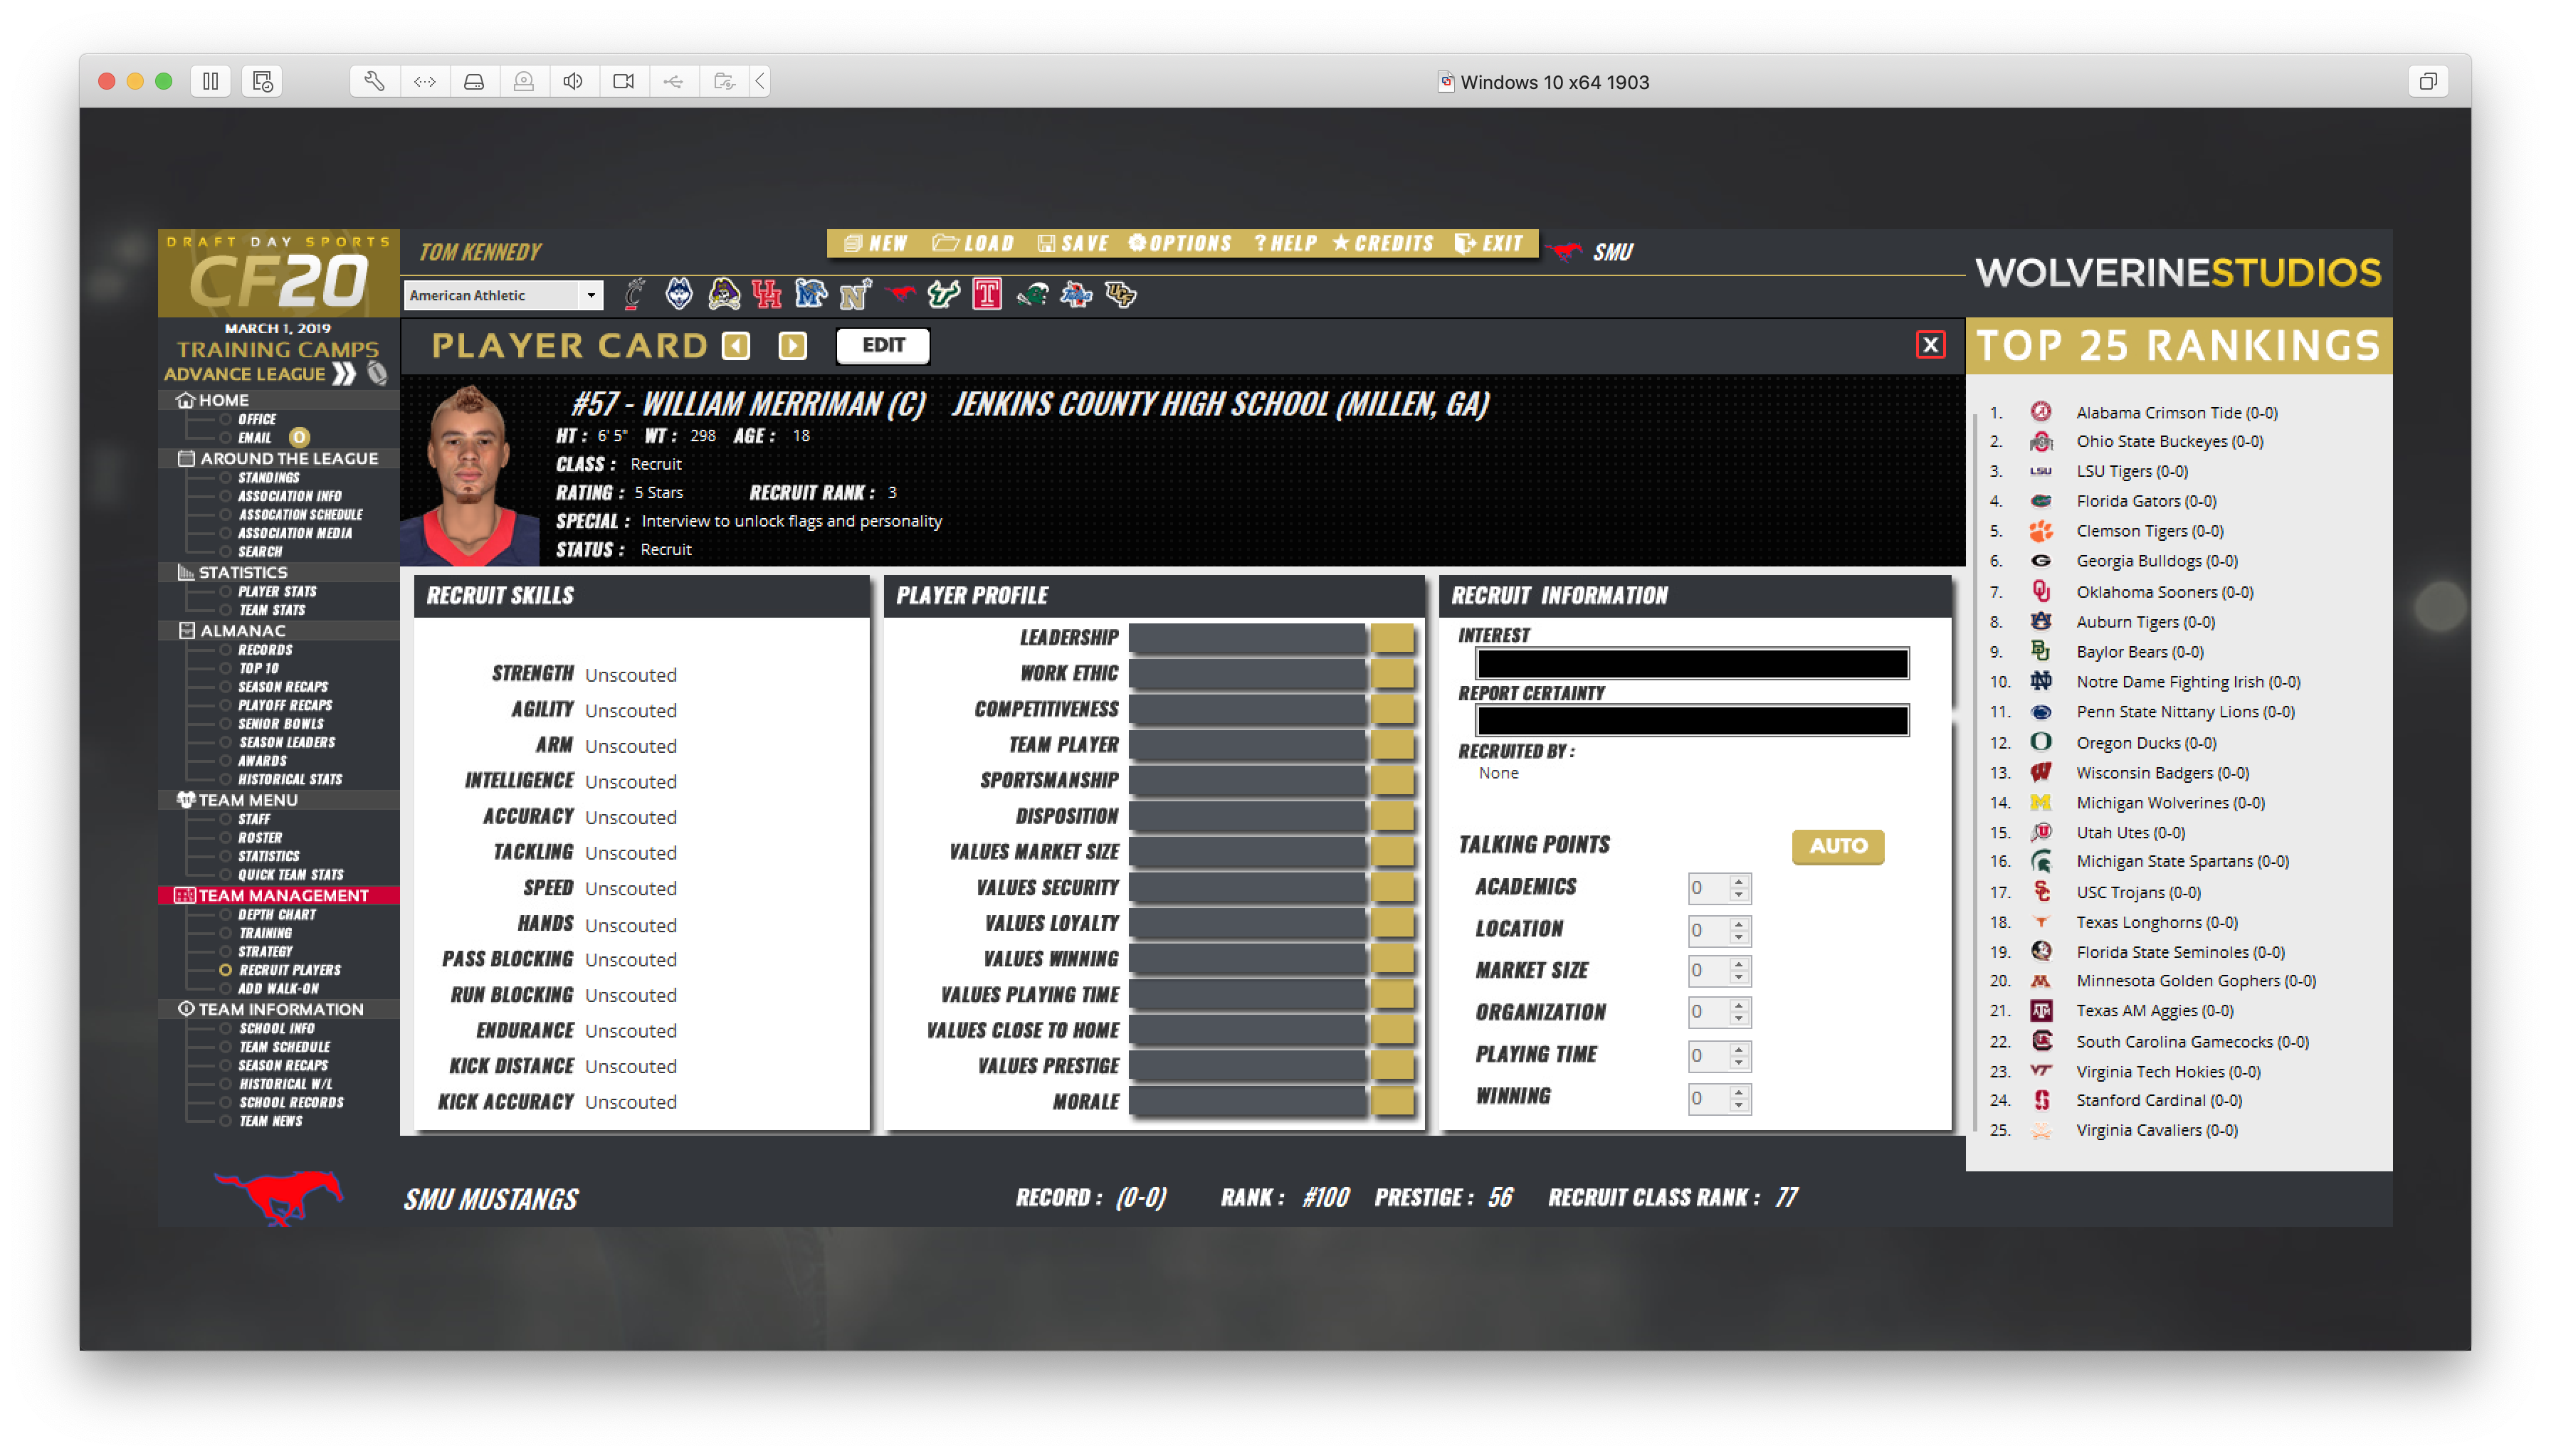 Windows 10 x64 1903
DRAFT DAY SPORTS
CF20
TOM KENNEDY
NEW LOAD SAVE OPTIONS ? HELP CREDITS EXIT
SMU
WOLVERINESTUDIOS
American Athletic
MARCH 1, 2019
TRAINING CAMPS
ADVANCE LEAGUE
HOME
OFFICE
EMAIL 0
AROUND THE LEAGUE
STANDINGS
ASSOCIATION INFO
ASSOCATION SCHEDULE
ASSOCIATION MEDIA
SEARCH
STATISTICS
PLAYER STATS
TEAM STATS
ALMANAC
RECORDS
TOP 10
SEASON RECAPS
PLAYOFF RECAPS
SENIOR BOWLS
SEASON LEADERS
AWARDS
HISTORICAL STATS
TEAM MENU
STAFF
ROSTER
STATISTICS
QUICK TEAM STATS
TEAM MANAGEMENT
DEPTH CHART
TRAINING
STRATEGY
RECRUIT PLAYERS
ADD WALK-ON
TEAM INFORMATION
SCHOOL INFO
TEAM SCHEDULE
SEASON RECAPS
HISTORICAL W/L
SCHOOL RECORDS
TEAM NEWS
PLAYER CARD
EDIT
X
#57 - WILLIAM MERRIMAN (C) JENKINS COUNTY HIGH SCHOOL (MILLEN, GA)
HT : 6' 5" WT : 298 AGE : 18
CLASS : Recruit
RATING : 5 Stars RECRUIT RANK : 3
SPECIAL : Interview to unlock flags and personality
STATUS : Recruit
RECRUIT SKILLS
STRENGTH Unscouted
AGILITY Unscouted
ARM Unscouted
INTELLIGENCE Unscouted
ACCURACY Unscouted
TACKLING Unscouted
SPEED Unscouted
HANDS Unscouted
PASS BLOCKING Unscouted
RUN BLOCKING Unscouted
ENDURANCE Unscouted
KICK DISTANCE Unscouted
KICK ACCURACY Unscouted
PLAYER PROFILE
LEADERSHIP
WORK ETHIC
COMPETITIVENESS
TEAM PLAYER
SPORTSMANSHIP
DISPOSITION
VALUES MARKET SIZE
VALUES SECURITY
VALUES LOYALTY
VALUES WINNING
VALUES PLAYING TIME
VALUES CLOSE TO HOME
VALUES PRESTIGE
MORALE
RECRUIT INFORMATION
INTEREST
REPORT CERTAINTY
RECRUITED BY :
None
TALKING POINTS AUTO
ACADEMICS 0
LOCATION 0
MARKET SIZE 0
ORGANIZATION 0
PLAYING TIME 0
WINNING 0
TOP 25 RANKINGS
1. Alabama Crimson Tide (0-0)
2. Ohio State Buckeyes (0-0)
3. LSU LSU Tigers (0-0)
4. Florida Gators (0-0)
5. Clemson Tigers (0-0)
6. Georgia Bulldogs (0-0)
7. Oklahoma Sooners (0-0)
8. Auburn Tigers (0-0)
9. Baylor Bears (0-0)
10. Notre Dame Fighting Irish (0-0)
11. Penn State Nittany Lions (0-0)
12. Oregon Ducks (0-0)
13. Wisconsin Badgers (0-0)
14. Michigan Wolverines (0-0)
15. Utah Utes (0-0)
16. Michigan State Spartans (0-0)
17. USC Trojans (0-0)
18. Texas Longhorns (0-0)
19. Florida State Seminoles (0-0)
20. Minnesota Golden Gophers (0-0)
21. Texas AM Aggies (0-0)
22. South Carolina Gamecocks (0-0)
23. Virginia Tech Hokies (0-0)
24. Stanford Cardinal (0-0)
25. Virginia Cavaliers (0-0)
SMU MUSTANGS
RECORD : (0-0) RANK : #100 PRESTIGE : 56 RECRUIT CLASS RANK : 77